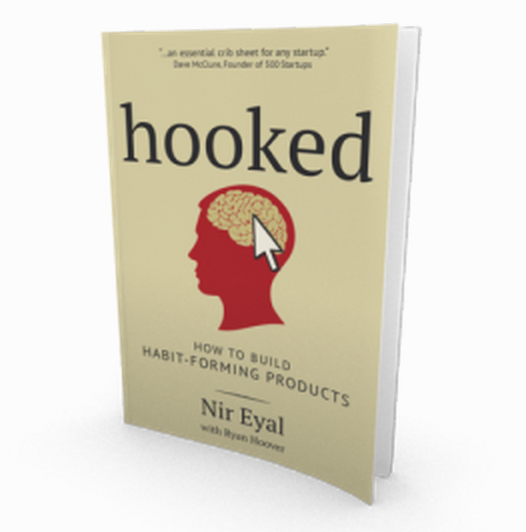 "...an essential crib sheet for any startup."
Dave McClure, Founder of 500 Startups
hooked
HOW TO BUILD
HABIT-FORMING PRODUCTS
Nir Eyal
with Ryan Hoover